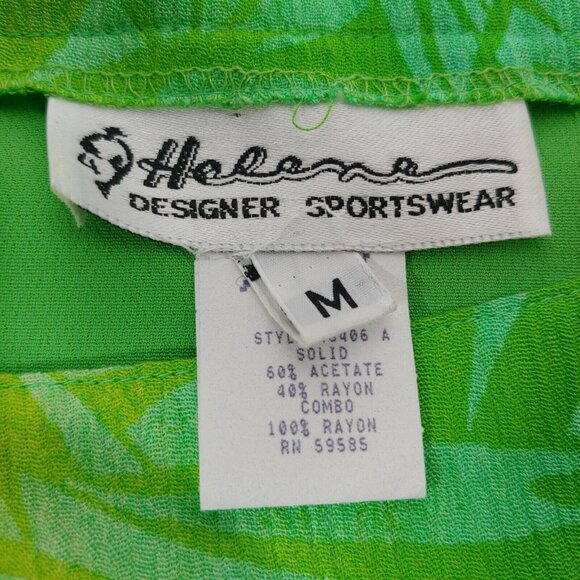 Helena
DESIGNER SPORTSWEAR
M
A
SOLID
60% ACETATE
40% RAYON
COMBO
100% RAYON
RN 59585